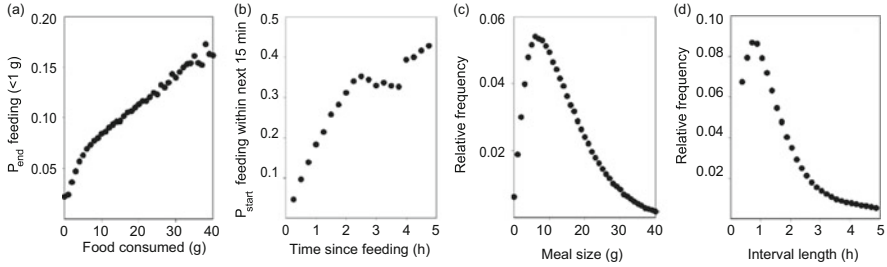 (a)
0.20
0.15
0.10
0.05
0 10 20 30 40
Food consumed (g)
P_end feeding (<1 g)
(b)
0.5
0.4
0.3
0.2
0.1
0 1 2 3 4 5
Time since feeding (h)
P_start feeding within next 15 min
(c)
0.06
0.04
0.02
0 10 20 30 40
Meal size (g)
Relative frequency
(d)
0.10
0.08
0.06
0.04
0.02
0 1 2 3 4 5
Interval length (h)
Relative frequency